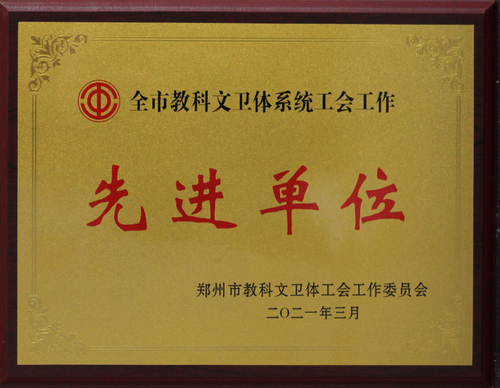 全市教科文卫体系统工会工作
先进单位
郑州市教科文卫体工会工作委员会
二〇二一年三月